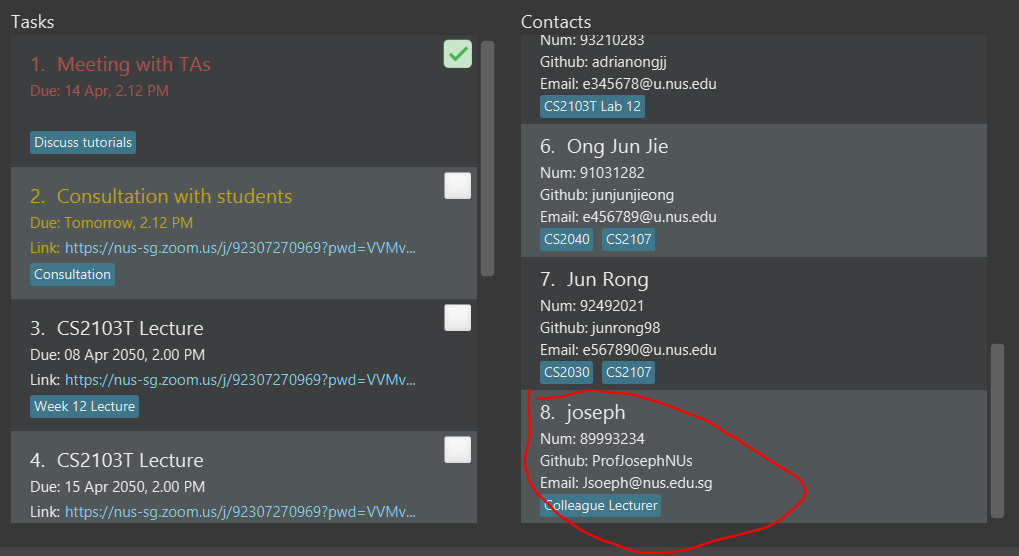 Tasks
1. Meeting with TAs
Due: 14 Apr, 2.12 PM
Discuss tutorials
2. Consultation with students
Due: Tomorrow, 2.12 PM
Link: https://nus-sg.zoom.us/j/92307270969?pwd=VVMv...
Consultation
3. CS2103T Lecture
Due: 08 Apr 2050, 2.00 PM
Link: https://nus-sg.zoom.us/j/92307270969?pwd=VVMv...
Week 12 Lecture
4. CS2103T Lecture
Due: 15 Apr 2050, 2.00 PM
Link: https://nus-sg.zoom.us/j/92307270969?pwd=VVMv...
Contacts
Num: 93210283
Github: adrianongjj
Email: e345678@u.nus.edu
CS2103T Lab 12
6. Ong Jun Jie
Num: 91031282
Github: junjunjieong
Email: e456789@u.nus.edu
CS2040 CS2107
7. Jun Rong
Num: 92492021
Github: junrong98
Email: e567890@u.nus.edu
CS2030 CS2107
8. joseph
Num: 89993234
Github: ProfJosephNUs
Email: Jsoeph@nus.edu.sg
Colleague Lecturer